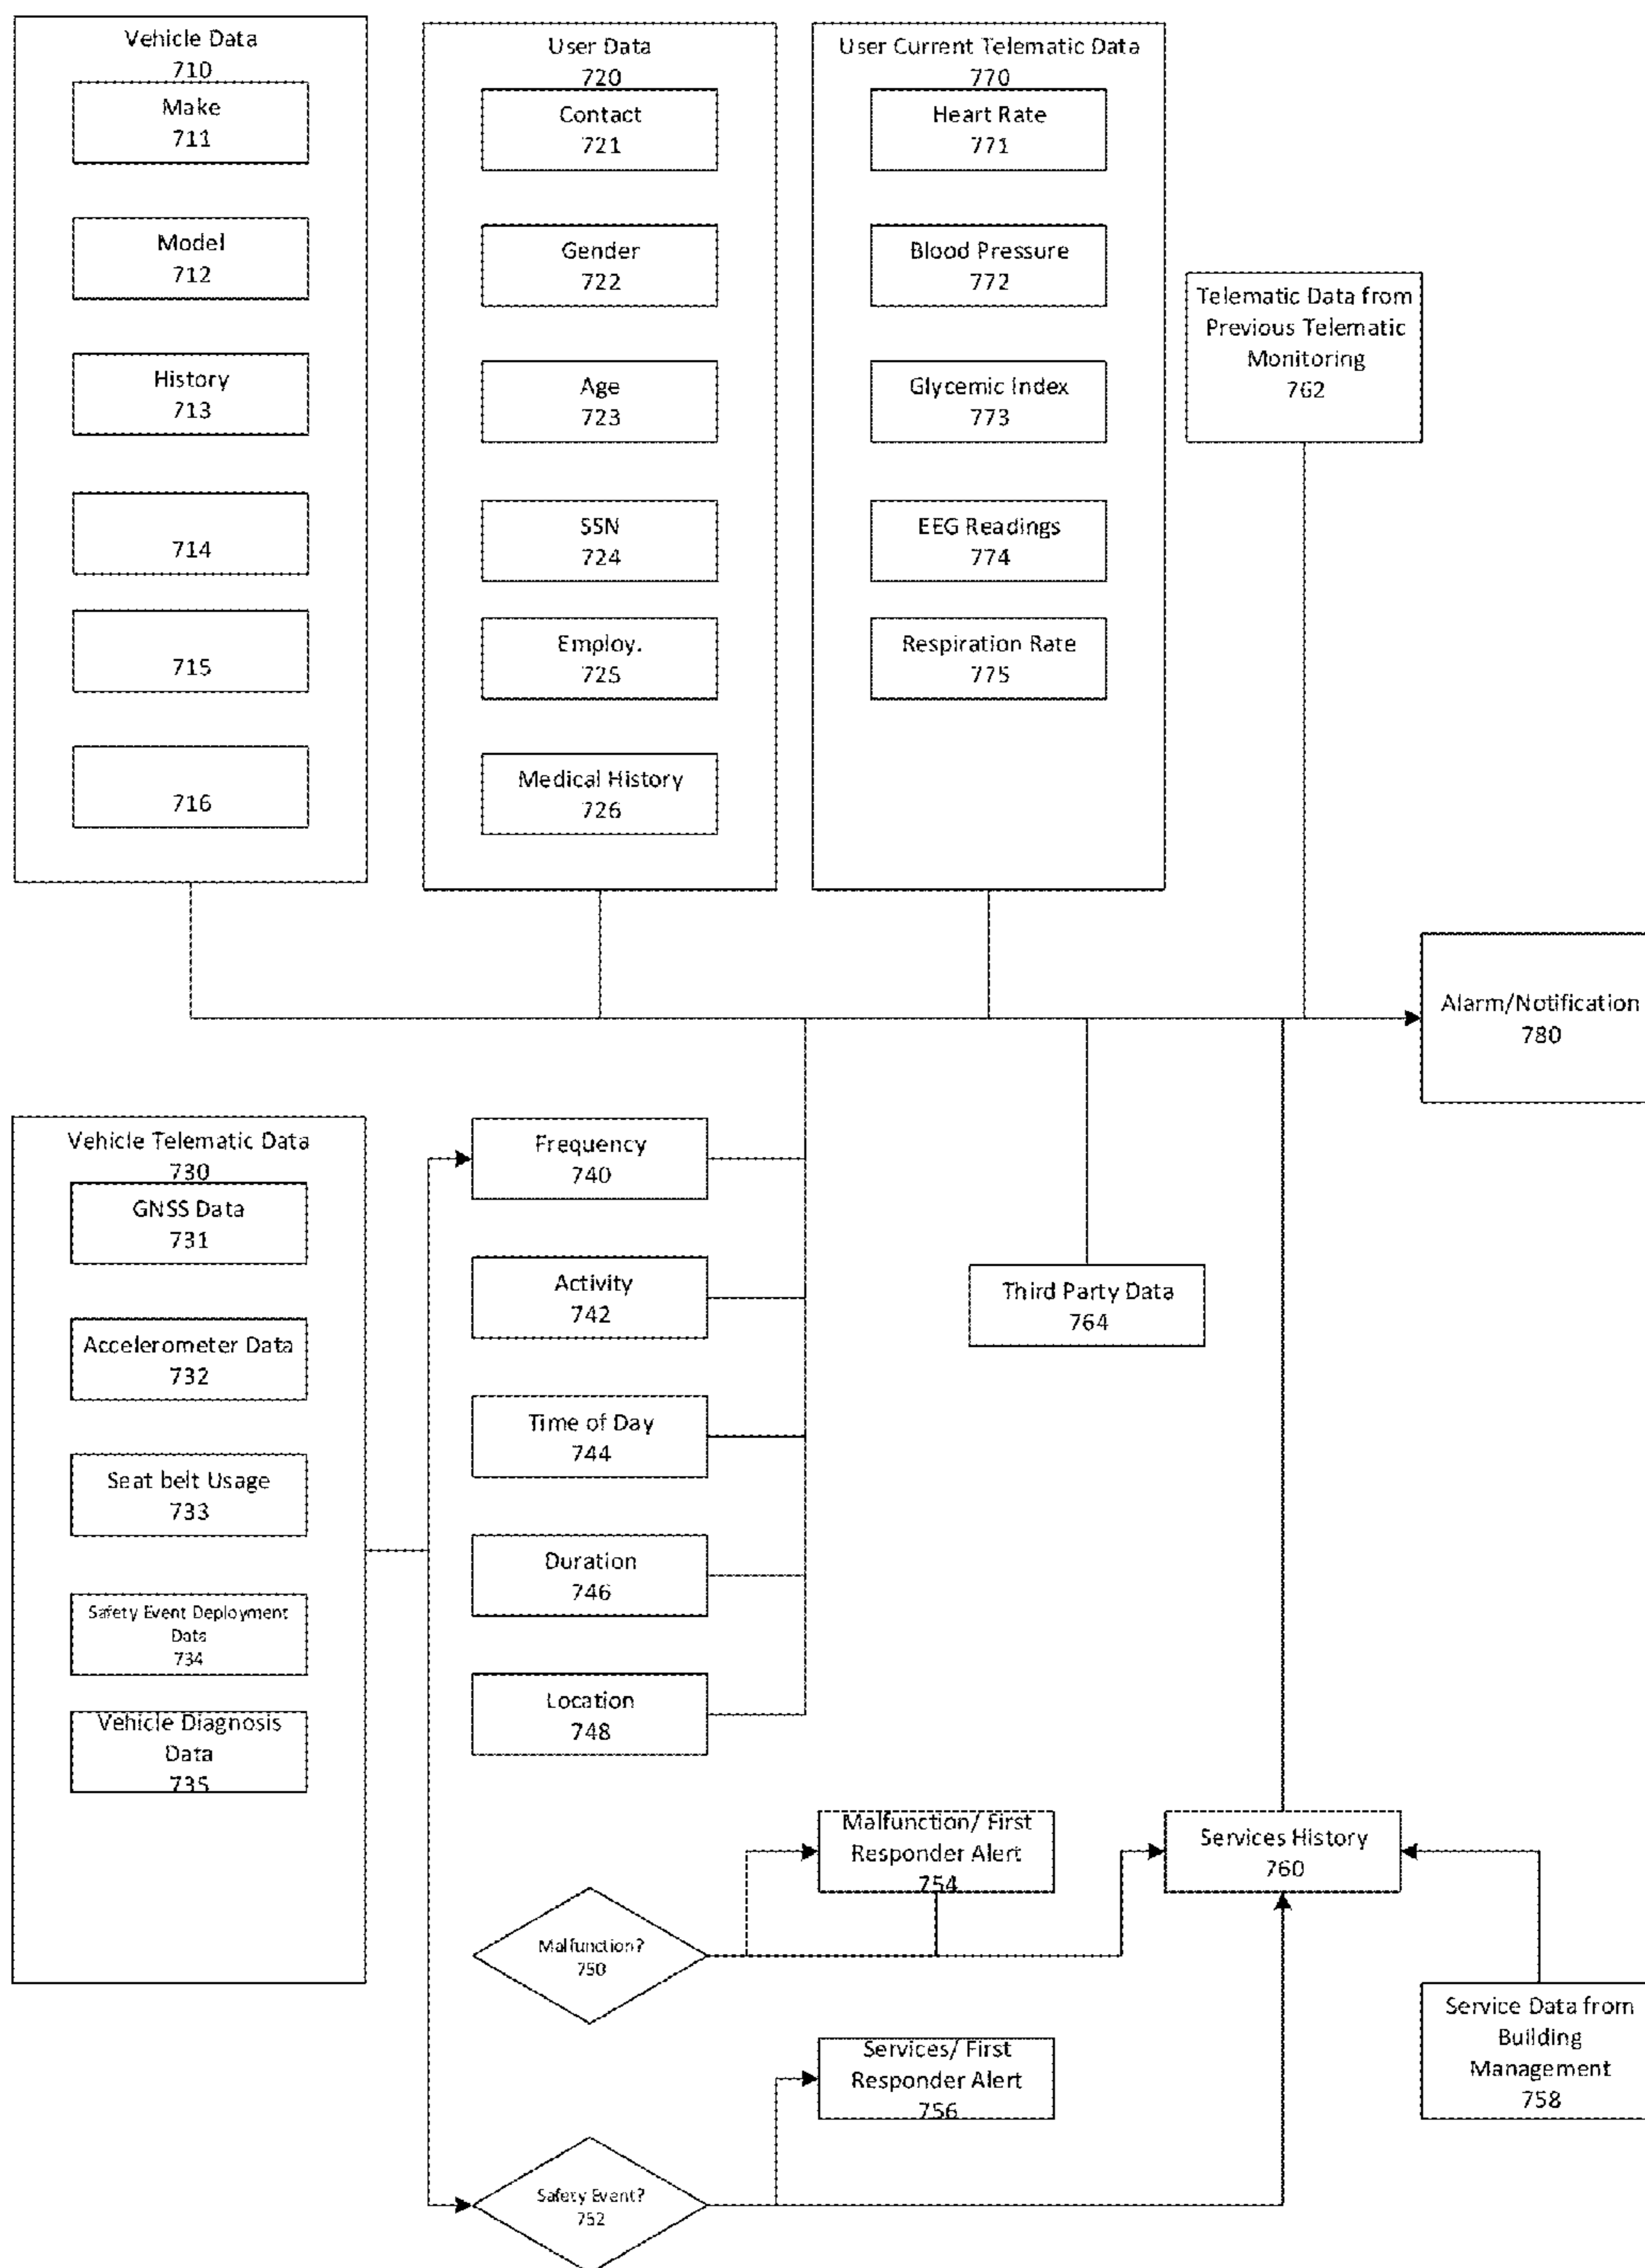 Vehicle Data
710
Make
711
Model
712
History
713
714
715
716
User Data
720
Contact
721
Gender
722
Age
723
SSN
724
Employ.
725
Medical History
726
User Current Telematic Data
770
Heart Rate
771
Blood Pressure
772
Glycemic Index
773
EEG Readings
774
Respiration Rate
775
Telematic Data from
Previous Telematic
Monitoring
762
Alarm/Notification
780
Vehicle Telematic Data
730
GNSS Data
731
Accelerometer Data
732
Seat belt Usage
733
Safety Event Deployment
Data
734
Vehicle Diagnosis
Data
735
Frequency
740
Activity
742
Time of Day
744
Duration
746
Location
748
Third Party Data
764
Malfunction?
750
Malfunction/ First
Responder Alert
754
Services History
760
Safety Event?
752
Services/ First
Responder Alert
756
Service Data from
Building
Management
758